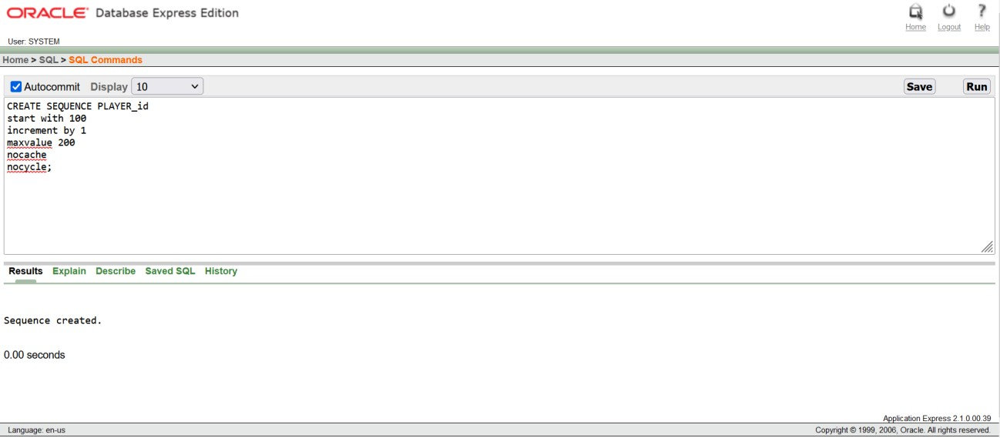 ORACLE® Database Express Edition
Home Logout Help
User: SYSTEM
Home > SQL > SQL Commands
Autocommit Display 10 Save Run
CREATE SEQUENCE PLAYER_id
start with 100
increment by 1
maxvalue 200
nocache
nocycle;
Results Explain Describe Saved SQL History
Sequence created.
0.00 seconds
Application Express 2.1.0.00.39
Language: en-us Copyright © 1999, 2006, Oracle. All rights reserved.